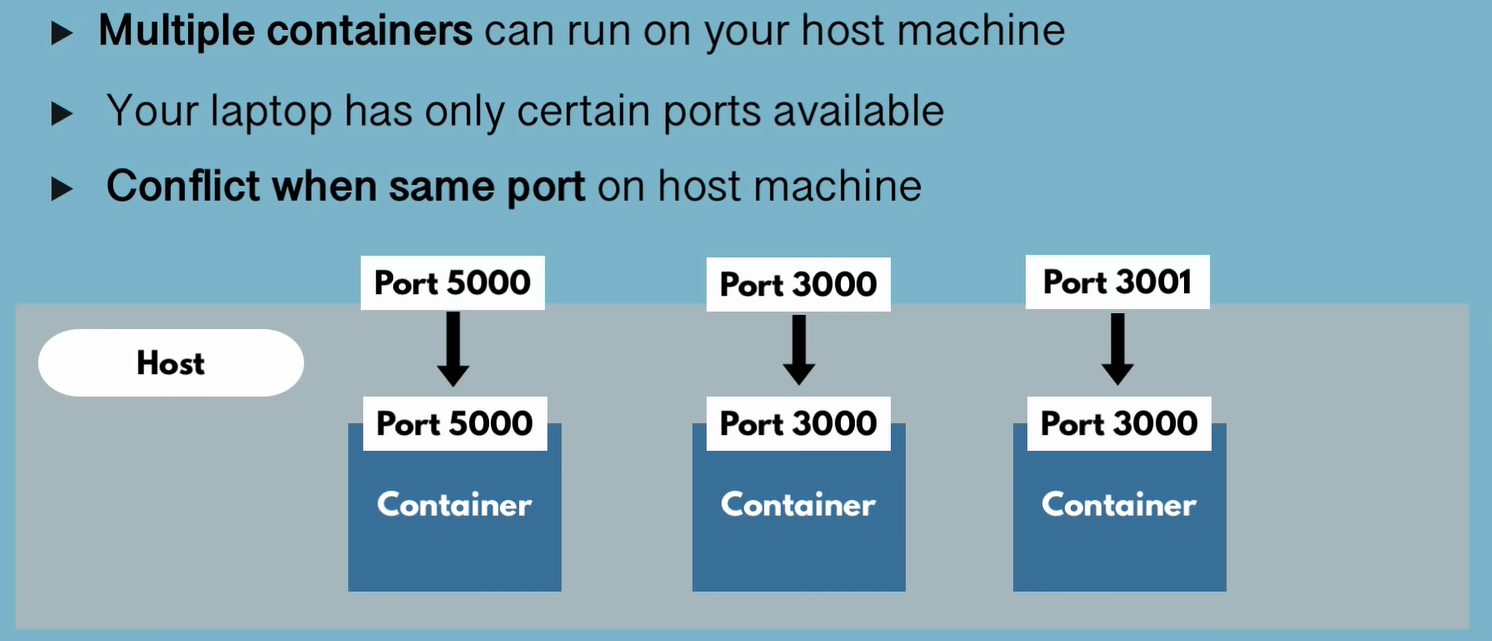 Multiple containers can run on your host machine
Your laptop has only certain ports available
Conflict when same port on host machine
Port 5000
Port 3000
Port 3001
Host
Port 5000
Port 3000
Port 3000
Container
Container
Container